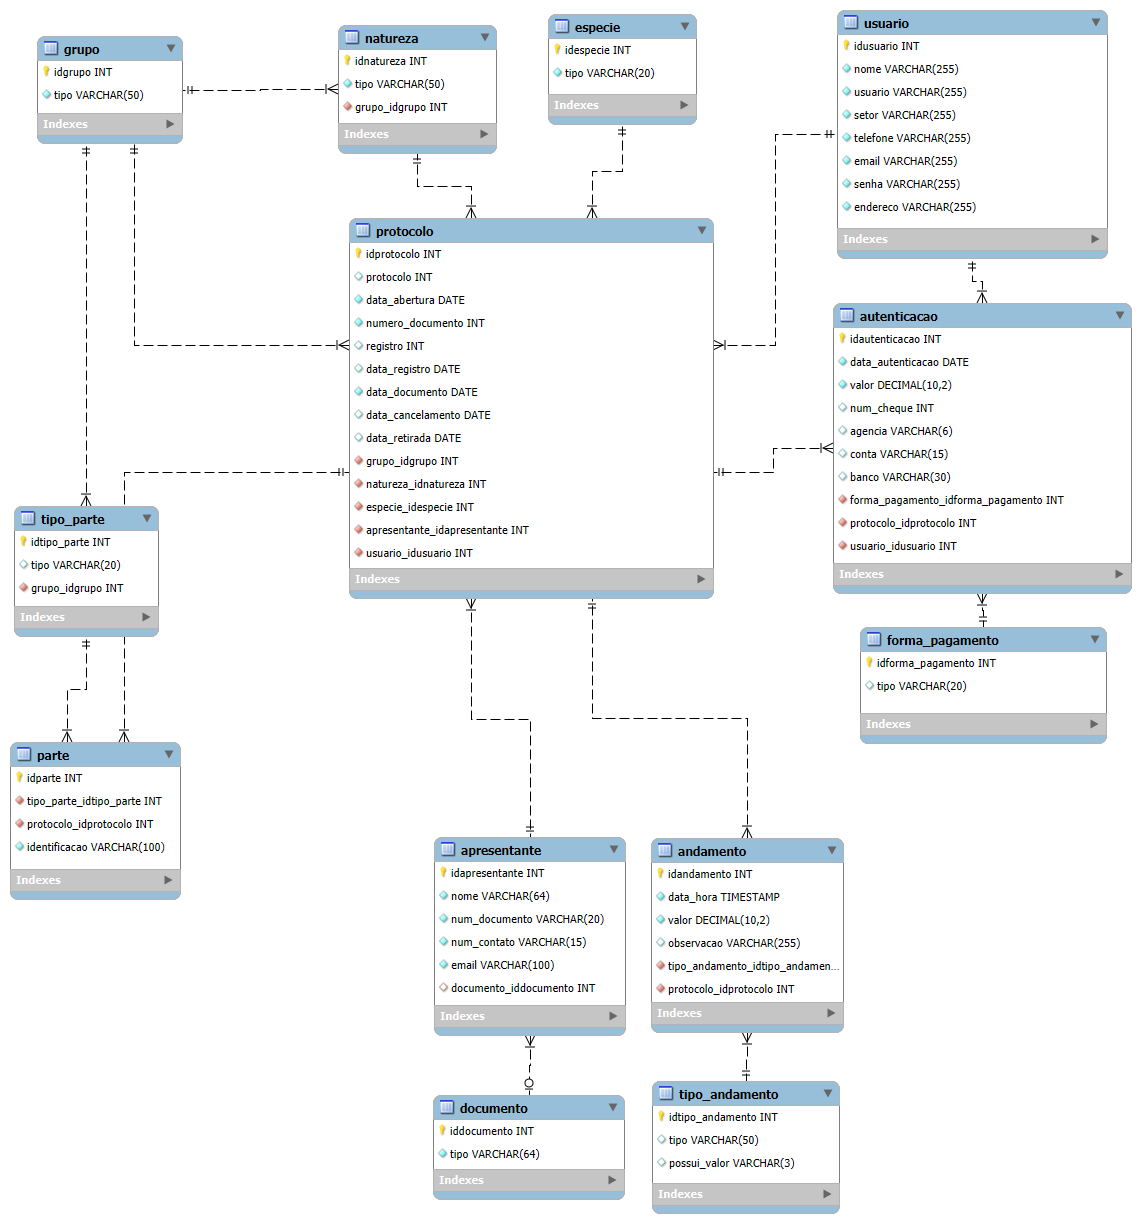 grupo
idgrupo INT
tipo VARCHAR(50)
Indexes
natureza
idnatureza INT
tipo VARCHAR(50)
grupo_idgrupo INT
Indexes
especie
idespecie INT
tipo VARCHAR(20)
Indexes
usuario
idusuario INT
nome VARCHAR(255)
usuario VARCHAR(255)
setor VARCHAR(255)
telefone VARCHAR(255)
email VARCHAR(255)
senha VARCHAR(255)
endereco VARCHAR(255)
Indexes
protocolo
idprotocolo INT
protocolo INT
data_abertura DATE
numero_documento INT
registro INT
data_registro DATE
data_documento DATE
data_cancelamento DATE
data_retirada DATE
grupo_idgrupo INT
natureza_idnatureza INT
especie_idespecie INT
apresentante_idapresentante INT
usuario_idusuario INT
Indexes
autenticacao
idautenticacao INT
data_autenticacao DATE
valor DECIMAL(10,2)
num_cheque INT
agencia VARCHAR(6)
conta VARCHAR(15)
banco VARCHAR(30)
forma_pagamento_idforma_pagamento INT
protocolo_idprotocolo INT
usuario_idusuario INT
Indexes
tipo_parte
idtipo_parte INT
tipo VARCHAR(20)
grupo_idgrupo INT
Indexes
forma_pagamento
idforma_pagamento INT
tipo VARCHAR(20)
Indexes
parte
idparte INT
tipo_parte_idtipo_parte INT
protocolo_idprotocolo INT
identificacao VARCHAR(100)
Indexes
apresentante
idapresentante INT
nome VARCHAR(64)
num_documento VARCHAR(20)
num_contato VARCHAR(15)
email VARCHAR(100)
documento_iddocumento INT
Indexes
andamento
idandamento INT
data_hora TIMESTAMP
valor DECIMAL(10,2)
observacao VARCHAR(255)
tipo_andamento_idtipo_andamen...
protocolo_idprotocolo INT
Indexes
documento
iddocumento INT
tipo VARCHAR(64)
Indexes
tipo_andamento
idtipo_andamento INT
tipo VARCHAR(50)
possui_valor VARCHAR(3)
Indexes